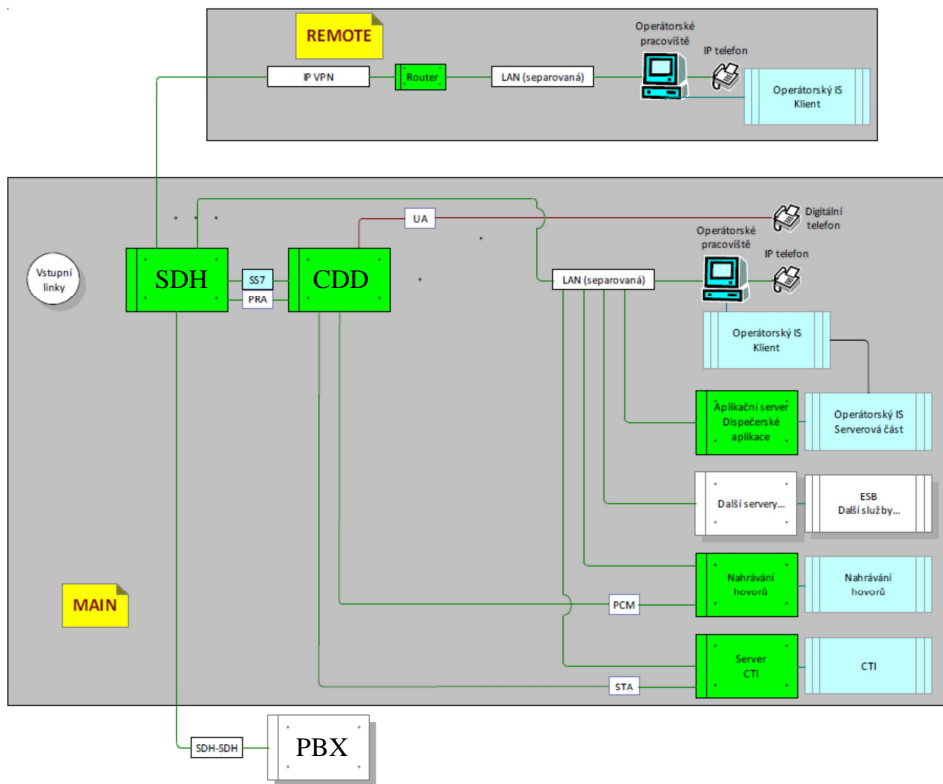 REMOTE
Operátorské
pracoviště
IP telefon
IP VPN
Router
LAN (separovaná)
Operátorský IS
Klient
UA
Digitální
telefon
Operátorské
pracoviště
IP telefon
Vstupní
linky
SDH
SS7
PRA
CDD
LAN (separovaná)
Operátorský IS
Klient
Aplikační server
Dispečerské
aplikace
Operátorský IS
Serverová část
Další servery...
ESB
Další služby...
Nahrávání
hovorů
Nahrávání
hovorů
MAIN
PCM
Server
CTI
CTI
STA
SDH-SDH
PBX